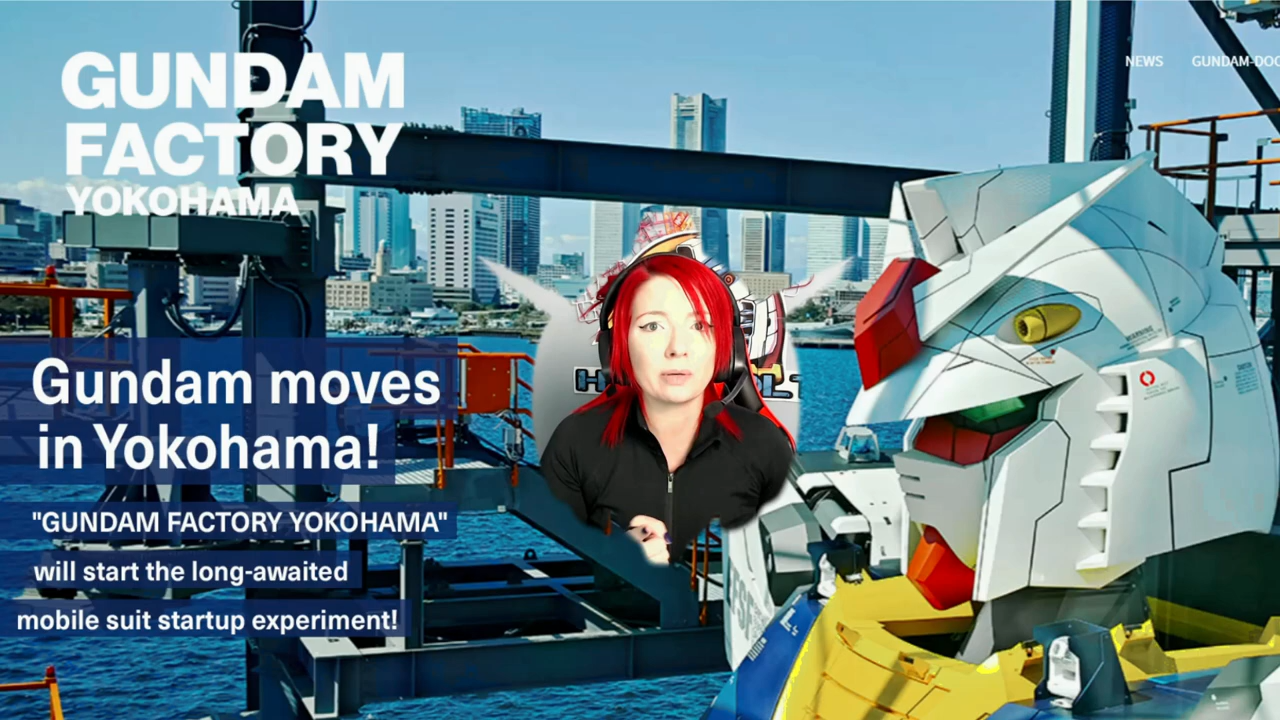 GUNDAM
FACTORY
YOKOHAMA
NEWS
Gundam moves
in Yokohama!
"GUNDAM FACTORY YOKOHAMA"
will start the long-awaited
mobile suit startup experiment!